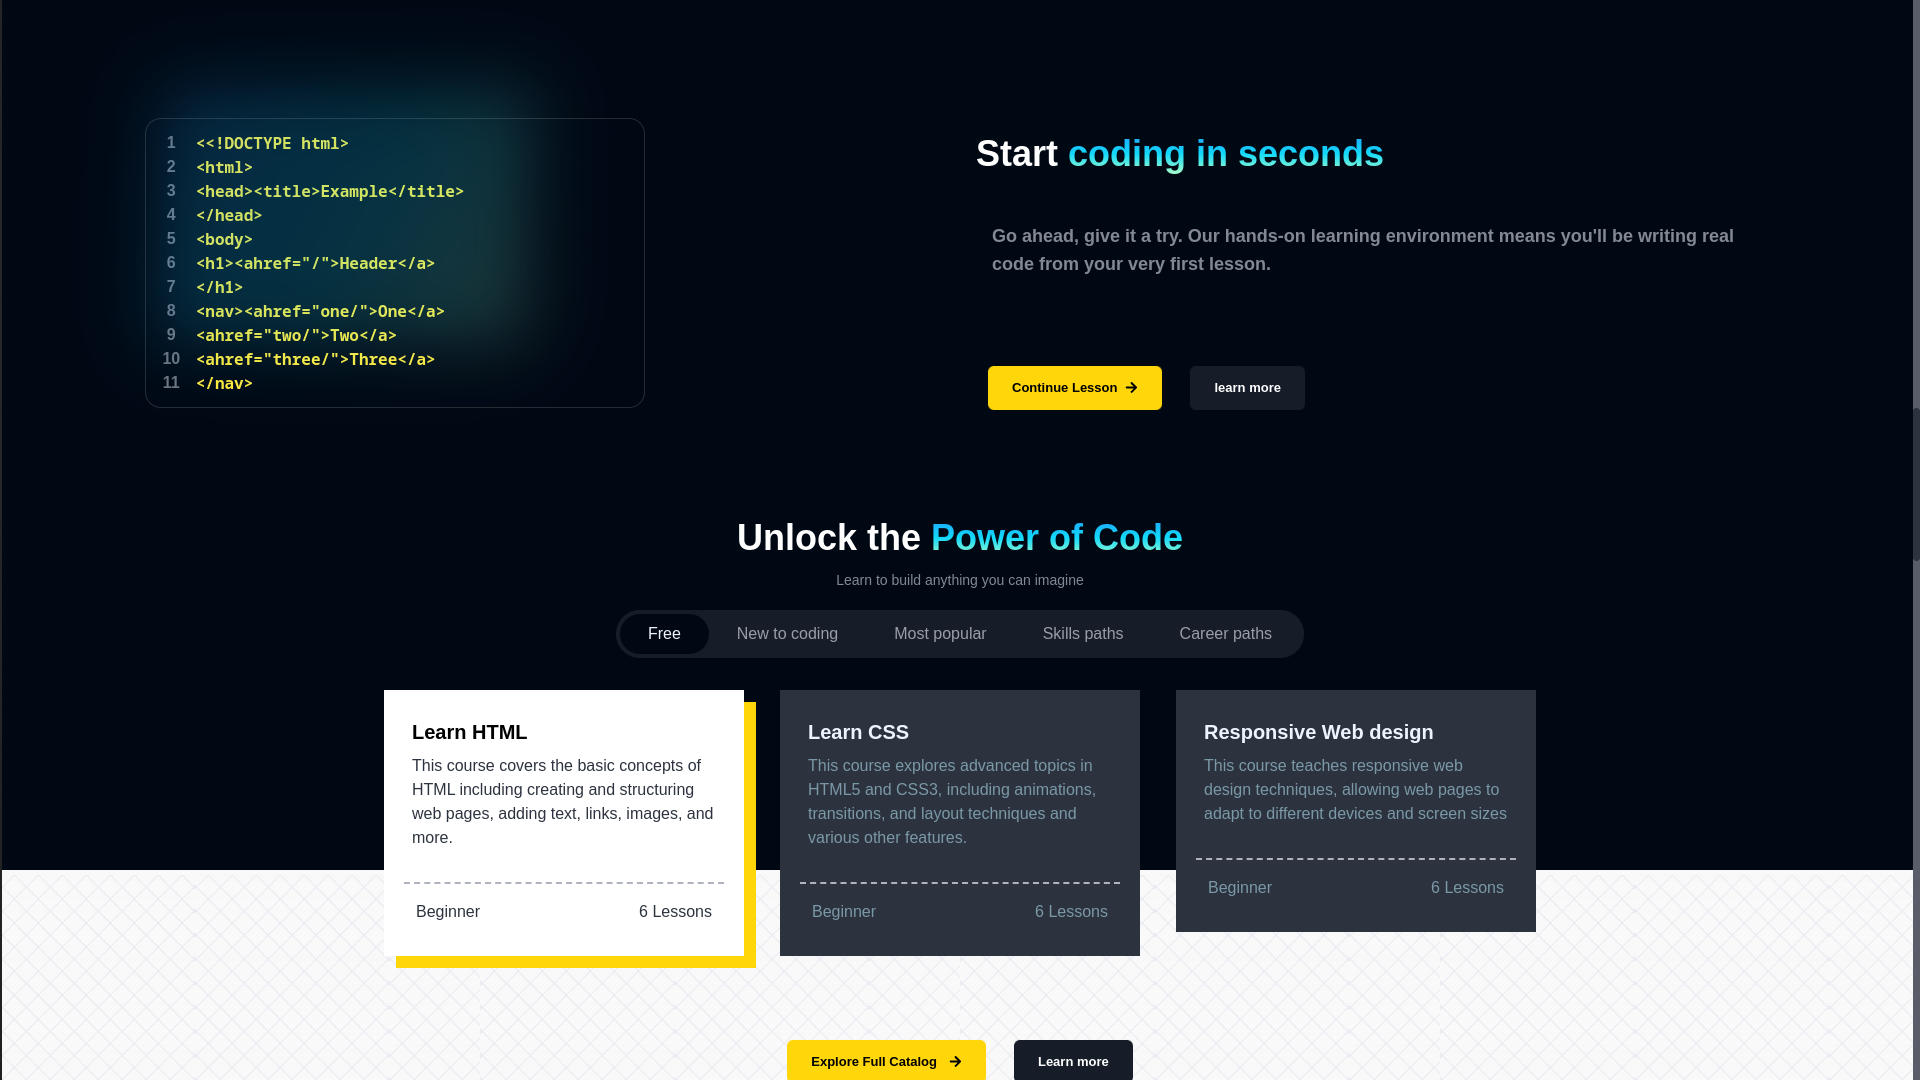 1 <<!DOCTYPE html>
2 <html>
3 <head><title>Example</title>
4 </head>
5 <body>
6 <h1><ahref="/">Header</a>
7 </h1>
8 <nav><ahref="one/">One</a>
9 <ahref="two/">Two</a>
10 <ahref="three/">Three</a>
11 </nav>
Start coding in seconds
Go ahead, give it a try. Our hands-on learning environment means you'll be writing real
code from your very first lesson.
Continue Lesson
learn more
Unlock the Power of Code
Learn to build anything you can imagine
Free New to coding Most popular Skills paths Career paths
Learn HTML
This course covers the basic concepts of
HTML including creating and structuring
web pages, adding text, links, images, and
more.
Beginner 6 Lessons
Learn CSS
This course explores advanced topics in
HTML5 and CSS3, including animations,
transitions, and layout techniques and
various other features.
Beginner 6 Lessons
Responsive Web design
This course teaches responsive web
design techniques, allowing web pages to
adapt to different devices and screen sizes
Beginner 6 Lessons
Explore Full Catalog
Learn more